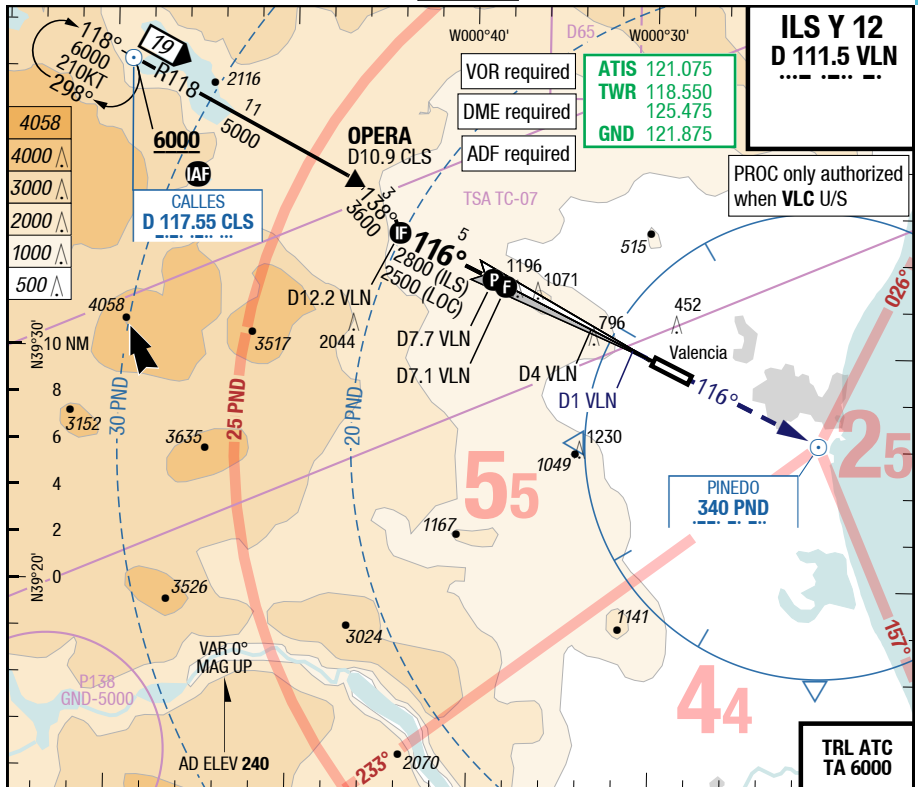 ILS Y 12
D 111.5 VLN
W000°40'
W000°30'
D65
VOR required
DME required
ADF required
ATIS 121.075
TWR 118.550
125.475
GND 121.875
PROC only authorized
when VLC U/S
118°
6000
210KT
298°
19
R118
2116
11
5000
6000
IAF
CALLES
D 117.55 CLS
OPERA
D10.9 CLS
3
138°
3600
TSA TC-07
IF
116°
5
2800 (ILS)
2500 (LOC)
P
F
1196
1071
515
026°
4058
4000
3000
2000
1000
500
4058
3517
D12.2 VLN
2044
D7.7 VLN
D7.1 VLN
796
452
D4 VLN
D1 VLN
Valencia
116°
N39°30'
10 NM
8
6
4
2
0
N39°20'
3152
3635
30 PND
25 PND
20 PND
1230
1049
25
55
PINEDO
340 PND
1167
3526
3024
1141
VAR 0°
MAG UP
P138
GND-5000
AD ELEV 240
233°
2070
157°
44
TRL ATC
TA 6000